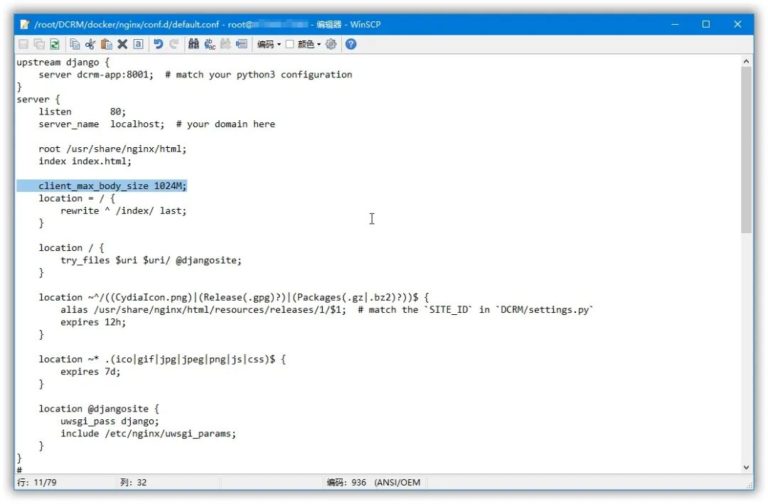 /root/DCRM/docker/nginx/conf.d/default.conf - root@ - 编辑器 - WinSCP
编码 颜色
upstream django {
    server dcrm-app:8001;  # match your python3 configuration
}
server {
    listen       80;
    server_name  localhost;  # your domain here

    root /usr/share/nginx/html;
    index index.html;

    client_max_body_size 1024M;
    location = / {
        rewrite ^ /index/ last;
    }

    location / {
        try_files $uri $uri/ @djangosite;
    }

    location ~^/((CydiaIcon.png)|(Release(.gpg)?)|(Packages(.gz|.bz2)?))$ {
        alias /usr/share/nginx/html/resources/releases/1/$1;  # match the `SITE_ID` in `DCRM/settings.py`
        expires 12h;
    }

    location ~* .(ico|gif|jpg|jpeg|png|js|css)$ {
        expires 7d;
    }

    location @djangosite {
        uwsgi_pass django;
        include /etc/nginx/uwsgi_params;
    }
}
#
行: 11/79 列: 32 编码: 936 (ANSI/OEM